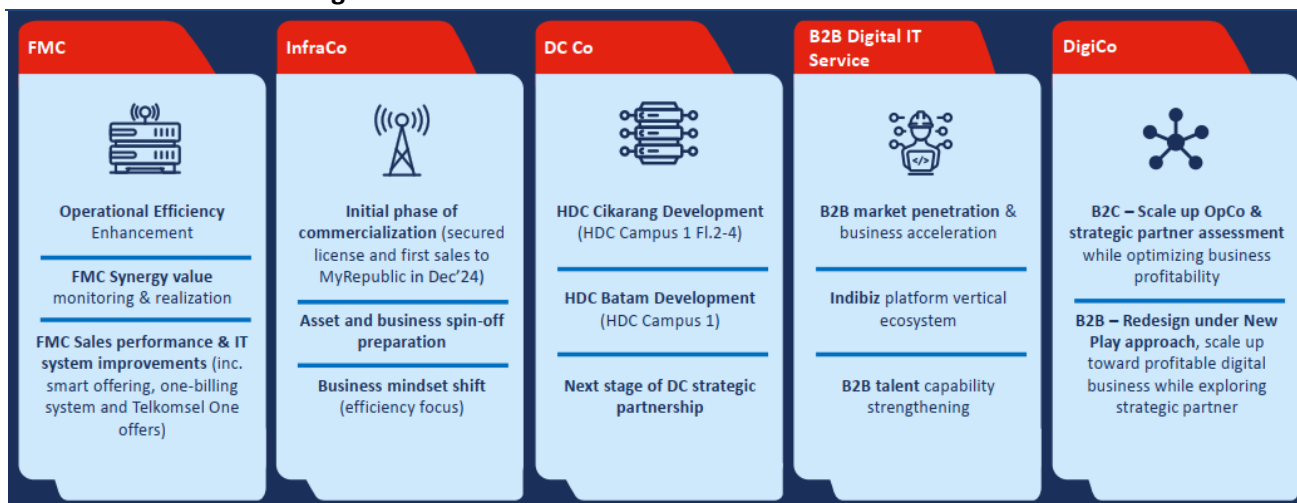 FMC
Operational Efficiency
Enhancement
FMC Synergy value
monitoring & realization
FMC Sales performance & IT
system improvements (inc.
smart offering, one-billing
system and Telkomsel One
offers)
InfraCo
Initial phase of
commercialization (secured
license and first sales to
MyRepublic in Dec'24)
Asset and business spin-off
preparation
Business mindset shift
(efficiency focus)
DC Co
HDC Cikarang Development
(HDC Campus 1 Fl.2-4)
HDC Batam Development
(HDC Campus 1)
Next stage of DC strategic
partnership
B2B Digital IT
Service
</>
B2B market penetration &
business acceleration
Indibiz platform vertical
ecosystem
B2B talent capability
strengthening
DigiCo
B2C – Scale up OpCo &
strategic partner assessment
while optimizing business
profitability
B2B – Redesign under New
Play approach, scale up
toward profitable digital
business while exploring
strategic partner